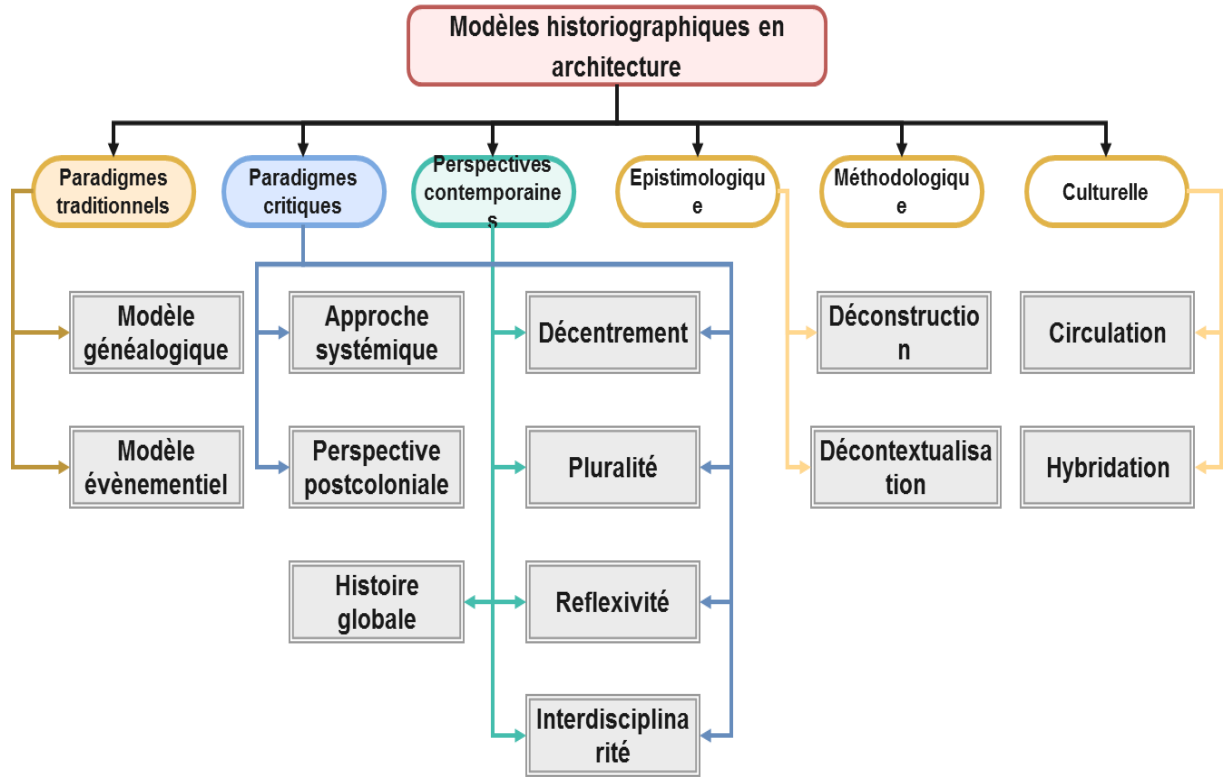 Modèles historiographiques en
architecture
Paradigmes
traditionnels
Paradigmes
critiques
Perspectives
contemporaine
s
Epistimologiqu
e
Méthodologiqu
e
Culturelle
Modèle
généalogique
Approche
systémique
Décentrement
Déconstructio
n
Circulation
Modèle
évènementiel
Perspective
postcoloniale
Pluralité
Décontextualisa
tion
Hybridation
Histoire
globale
Reflexivité
Interdisciplina
rité